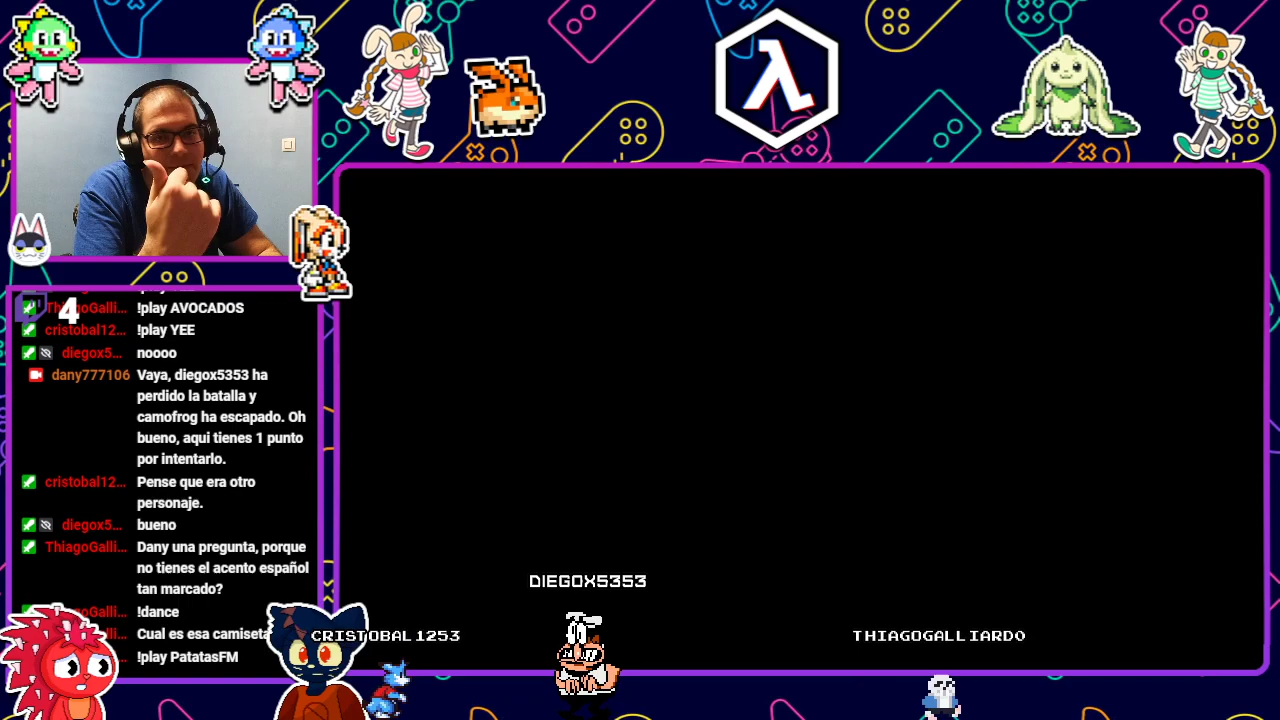 4
ThiagoGalli... !play AVOCADOS
cristobal12... !play YEE
diegox5... noooo
dany777106 Vaya, diegox5353 ha
perdido la batalla y
camofrog ha escapado. Oh
bueno, aqui tienes 1 punto
por intentarlo.
cristobal12... Pense que era otro
personaje.
diegox5... bueno
ThiagoGalli... Dany una pregunta, porque
no tienes el acento español
tan marcado?
!dance
Cual es esa camiseta
!play PatatasFM
DIEGOX5353
CRISTOBAL1253
THIAGOGALLIARDO